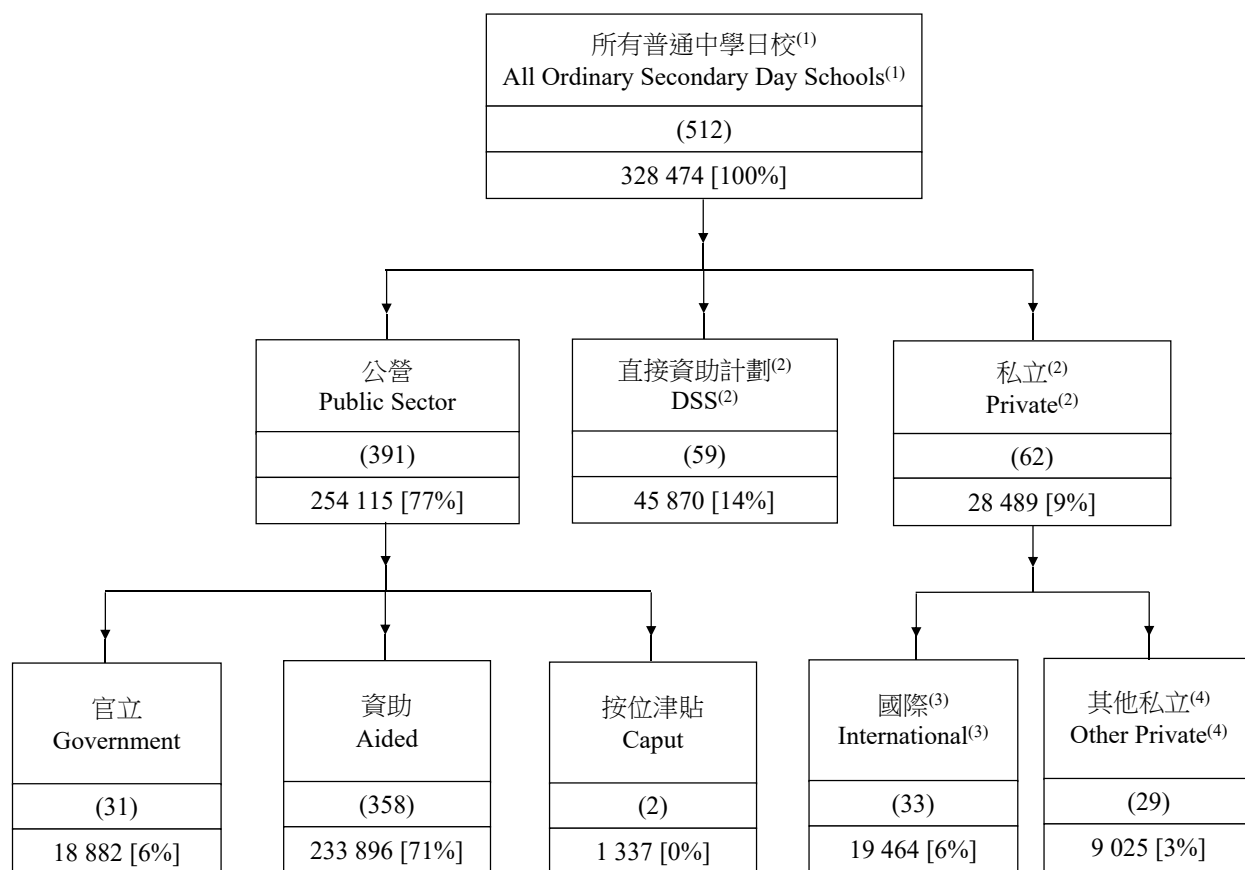 所有普通中學日校(1)
All Ordinary Secondary Day Schools(1)
(512)
328 474 [100%]
公營
Public Sector
(391)
254 115 [77%]
直接資助計劃(2)
DSS(2)
(59)
45 870 [14%]
私立(2)
Private(2)
(62)
28 489 [9%]
官立
Government
(31)
18 882 [6%]
資助
Aided
(358)
233 896 [71%]
按位津貼
Caput
(2)
1 337 [0%]
國際(3)
International(3)
(33)
19 464 [6%]
其他私立(4)
Other Private(4)
(29)
9 025 [3%]